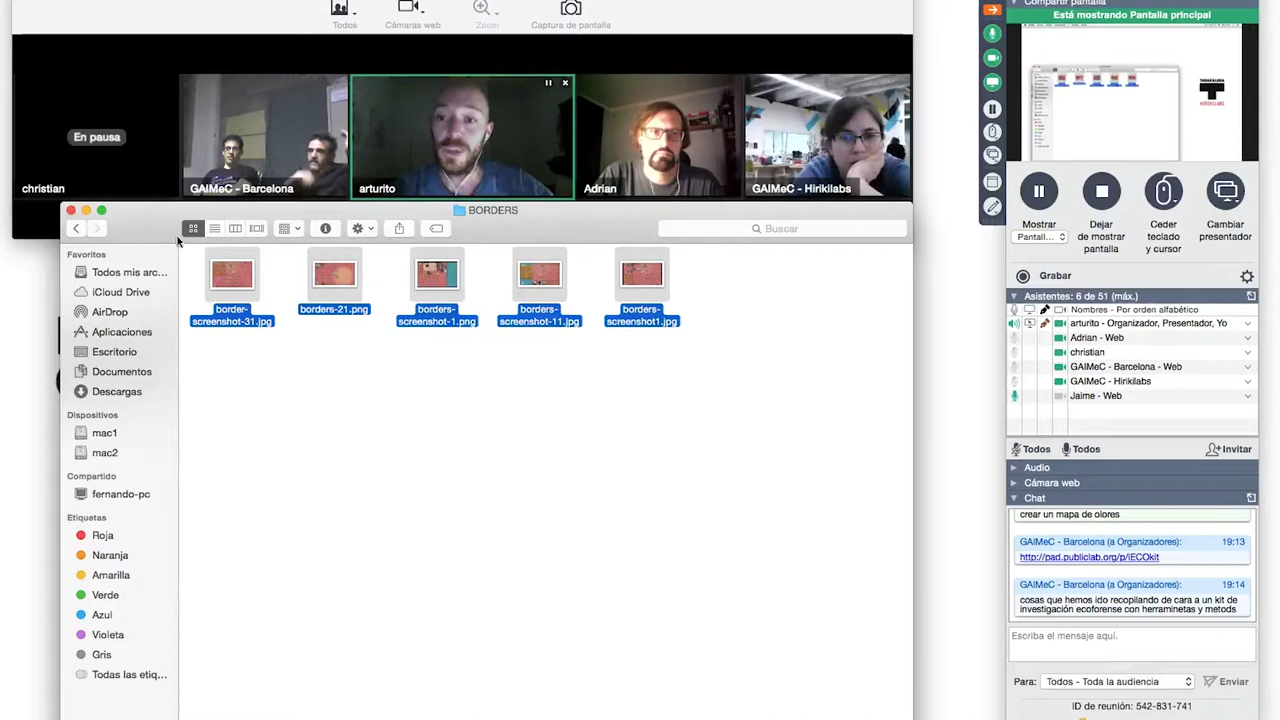 Todos
Cámaras web
Zoom
Captura de pantalla
En pausa
christian
GAIMeC - Barcelona
arturito
Adrian
GAIMeC - Hirikilabs
BORDERS
Buscar
Favoritos
Todos mis arc...
iCloud Drive
AirDrop
Aplicaciones
Escritorio
Documentos
Descargas
Dispositivos
mac1
mac2
Compartido
fernando-pc
Etiquetas
Roja
Naranja
Amarilla
Verde
Azul
Violeta
Gris
Todas las etiq...
border-
screenshot-31.jpg
borders-21.png
borders-
screenshot-1.png
borders-
screenshot-11.jpg
borders-
screenshot1.jpg
Compartir pantalla
Está mostrando Pantalla principal
TABAKALERA
HIRIKILABS
Mostrar
Pantall...
Dejar
de mostrar
pantalla
Ceder
teclado
y cursor
Cambiar
presentador
Grabar
Asistentes: 6 de 51 (máx.)
Nombres - Por orden alfabético
arturito - Organizador, Presentador, Yo
Adrian - Web
christian
GAIMeC - Barcelona - Web
GAIMeC - Hirikilabs
Jaime - Web
Todos
Todos
Invitar
Audio
Cámara web
Chat
crear un mapa de olores
GAIMeC - Barcelona (a Organizadores): 19:13
http://pad.publiclab.org/p/iECOkit
GAIMeC - Barcelona (a Organizadores): 19:14
cosas que hemos ido recopilando de cara a un kit de
investigación ecoforense con herraminetas y metods
Escriba el mensaje aquí.
Para: Todos - Toda la audiencia
Enviar
ID de reunión: 542-831-741